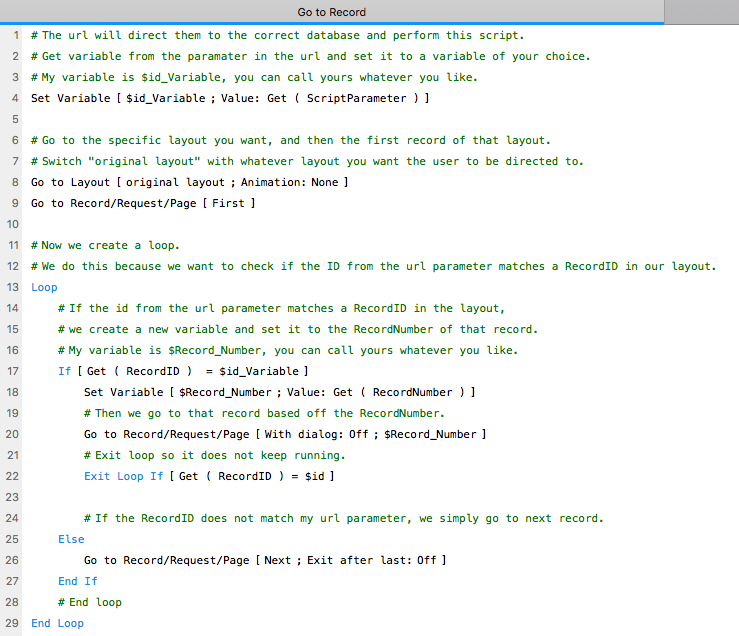 Go to Record
1 # The url will direct them to the correct database and perform this script.
2 # Get variable from the paramater in the url and set it to a variable of your choice.
3 # My variable is $id_Variable, you can call yours whatever you like.
4 Set Variable [ $id_Variable ; Value: Get ( ScriptParameter ) ]
5
6 # Go to the specific layout you want, and then the first record of that layout.
7 # Switch "original layout" with whatever layout you want the user to be directed to.
8 Go to Layout [ original layout ; Animation: None ]
9 Go to Record/Request/Page [ First ]
10
11 # Now we create a loop.
12 # We do this because we want to check if the ID from the url parameter matches a RecordID in our layout.
13 Loop
14 # If the id from the url parameter matches a RecordID in the layout,
15 # we create a new variable and set it to the RecordNumber of that record.
16 # My variable is $Record_Number, you can call yours whatever you like.
17 If [ Get ( RecordID )  = $id_Variable ]
18 Set Variable [ $Record_Number ; Value: Get ( RecordNumber ) ]
19 # Then we go to that record based off the RecordNumber.
20 Go to Record/Request/Page [ With dialog: Off ; $Record_Number ]
21 # Exit loop so it does not keep running.
22 Exit Loop If [ Get ( RecordID ) = $id ]
23
24 # If the RecordID does not match my url parameter, we simply go to next record.
25 Else
26 Go to Record/Request/Page [ Next ; Exit after last: Off ]
27 End If
28 # End loop
29 End Loop